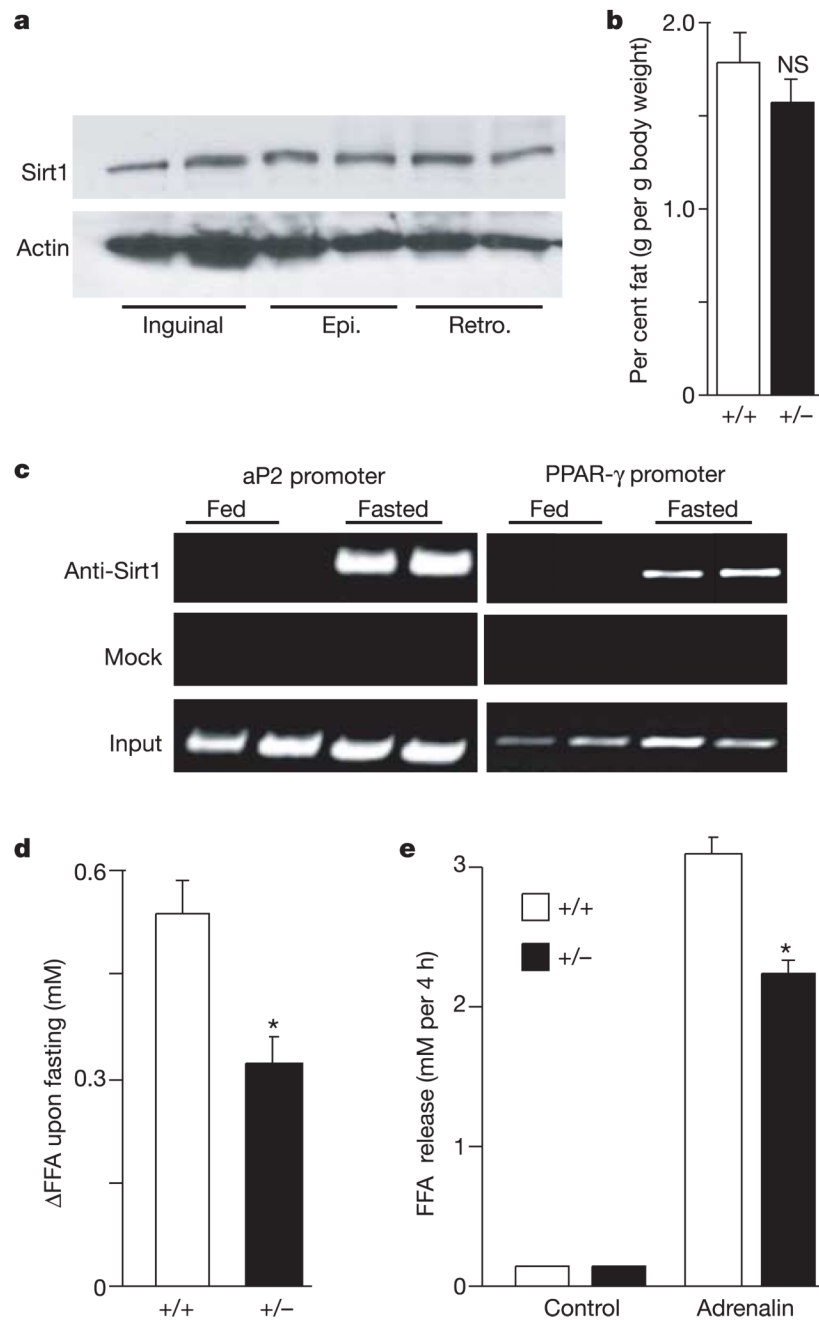 a
Sirt1
Actin
Inguinal Epi. Retro.
b
Per cent fat (g per g body weight)
2.0
1.0
0
NS
+/+ +/–
c
aP2 promoter PPAR-γ promoter
Fed Fasted Fed Fasted
Anti-Sirt1
Mock
Input
d
ΔFFA upon fasting (mM)
0.6
0.3
0
*
+/+ +/–
e
FFA release (mM per 4 h)
3
2
1
0
+/+
+/–
*
Control Adrenalin